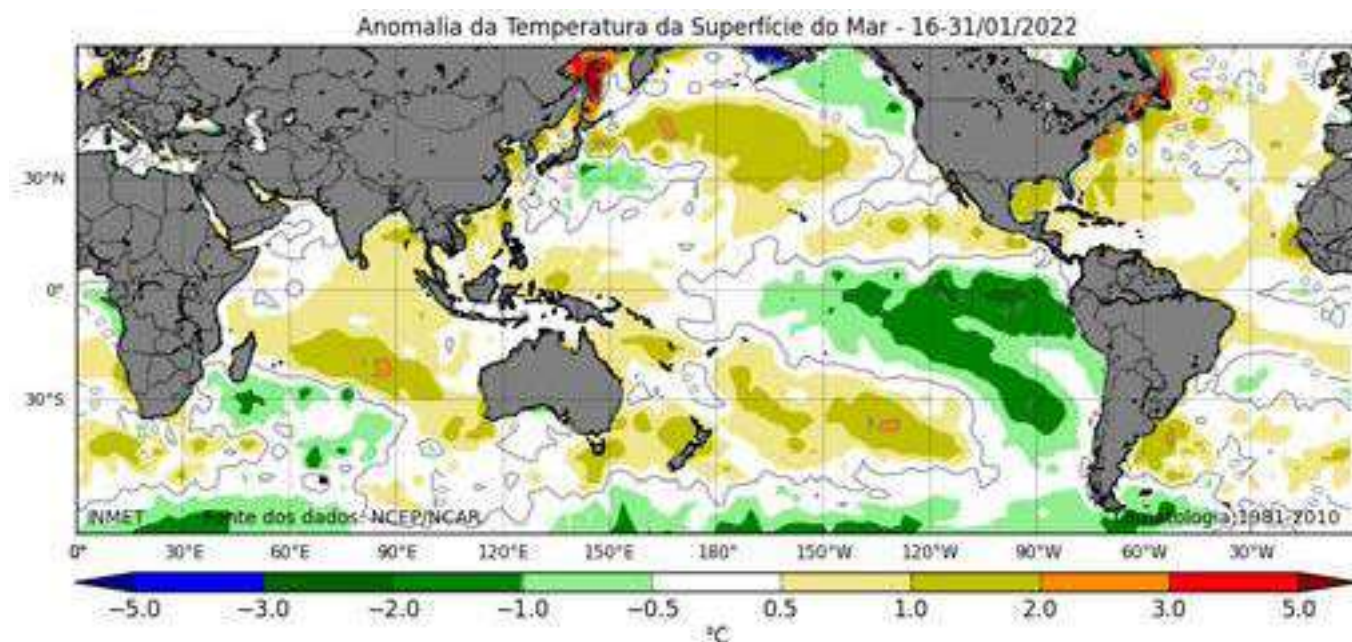 Anomalia da Temperatura da Superfície do Mar - 16-31/01/2022
30°N
0°
30°S
INMET Fonte dos dados: NCEP/NCAR Climatologia:1981-2010
0° 30°E 60°E 90°E 120°E 150°E 180° 150°W 120°W 90°W 60°W 30°W
−5.0 −3.0 −2.0 −1.0 −0.5 0.5 1.0 2.0 3.0 5.0
°C